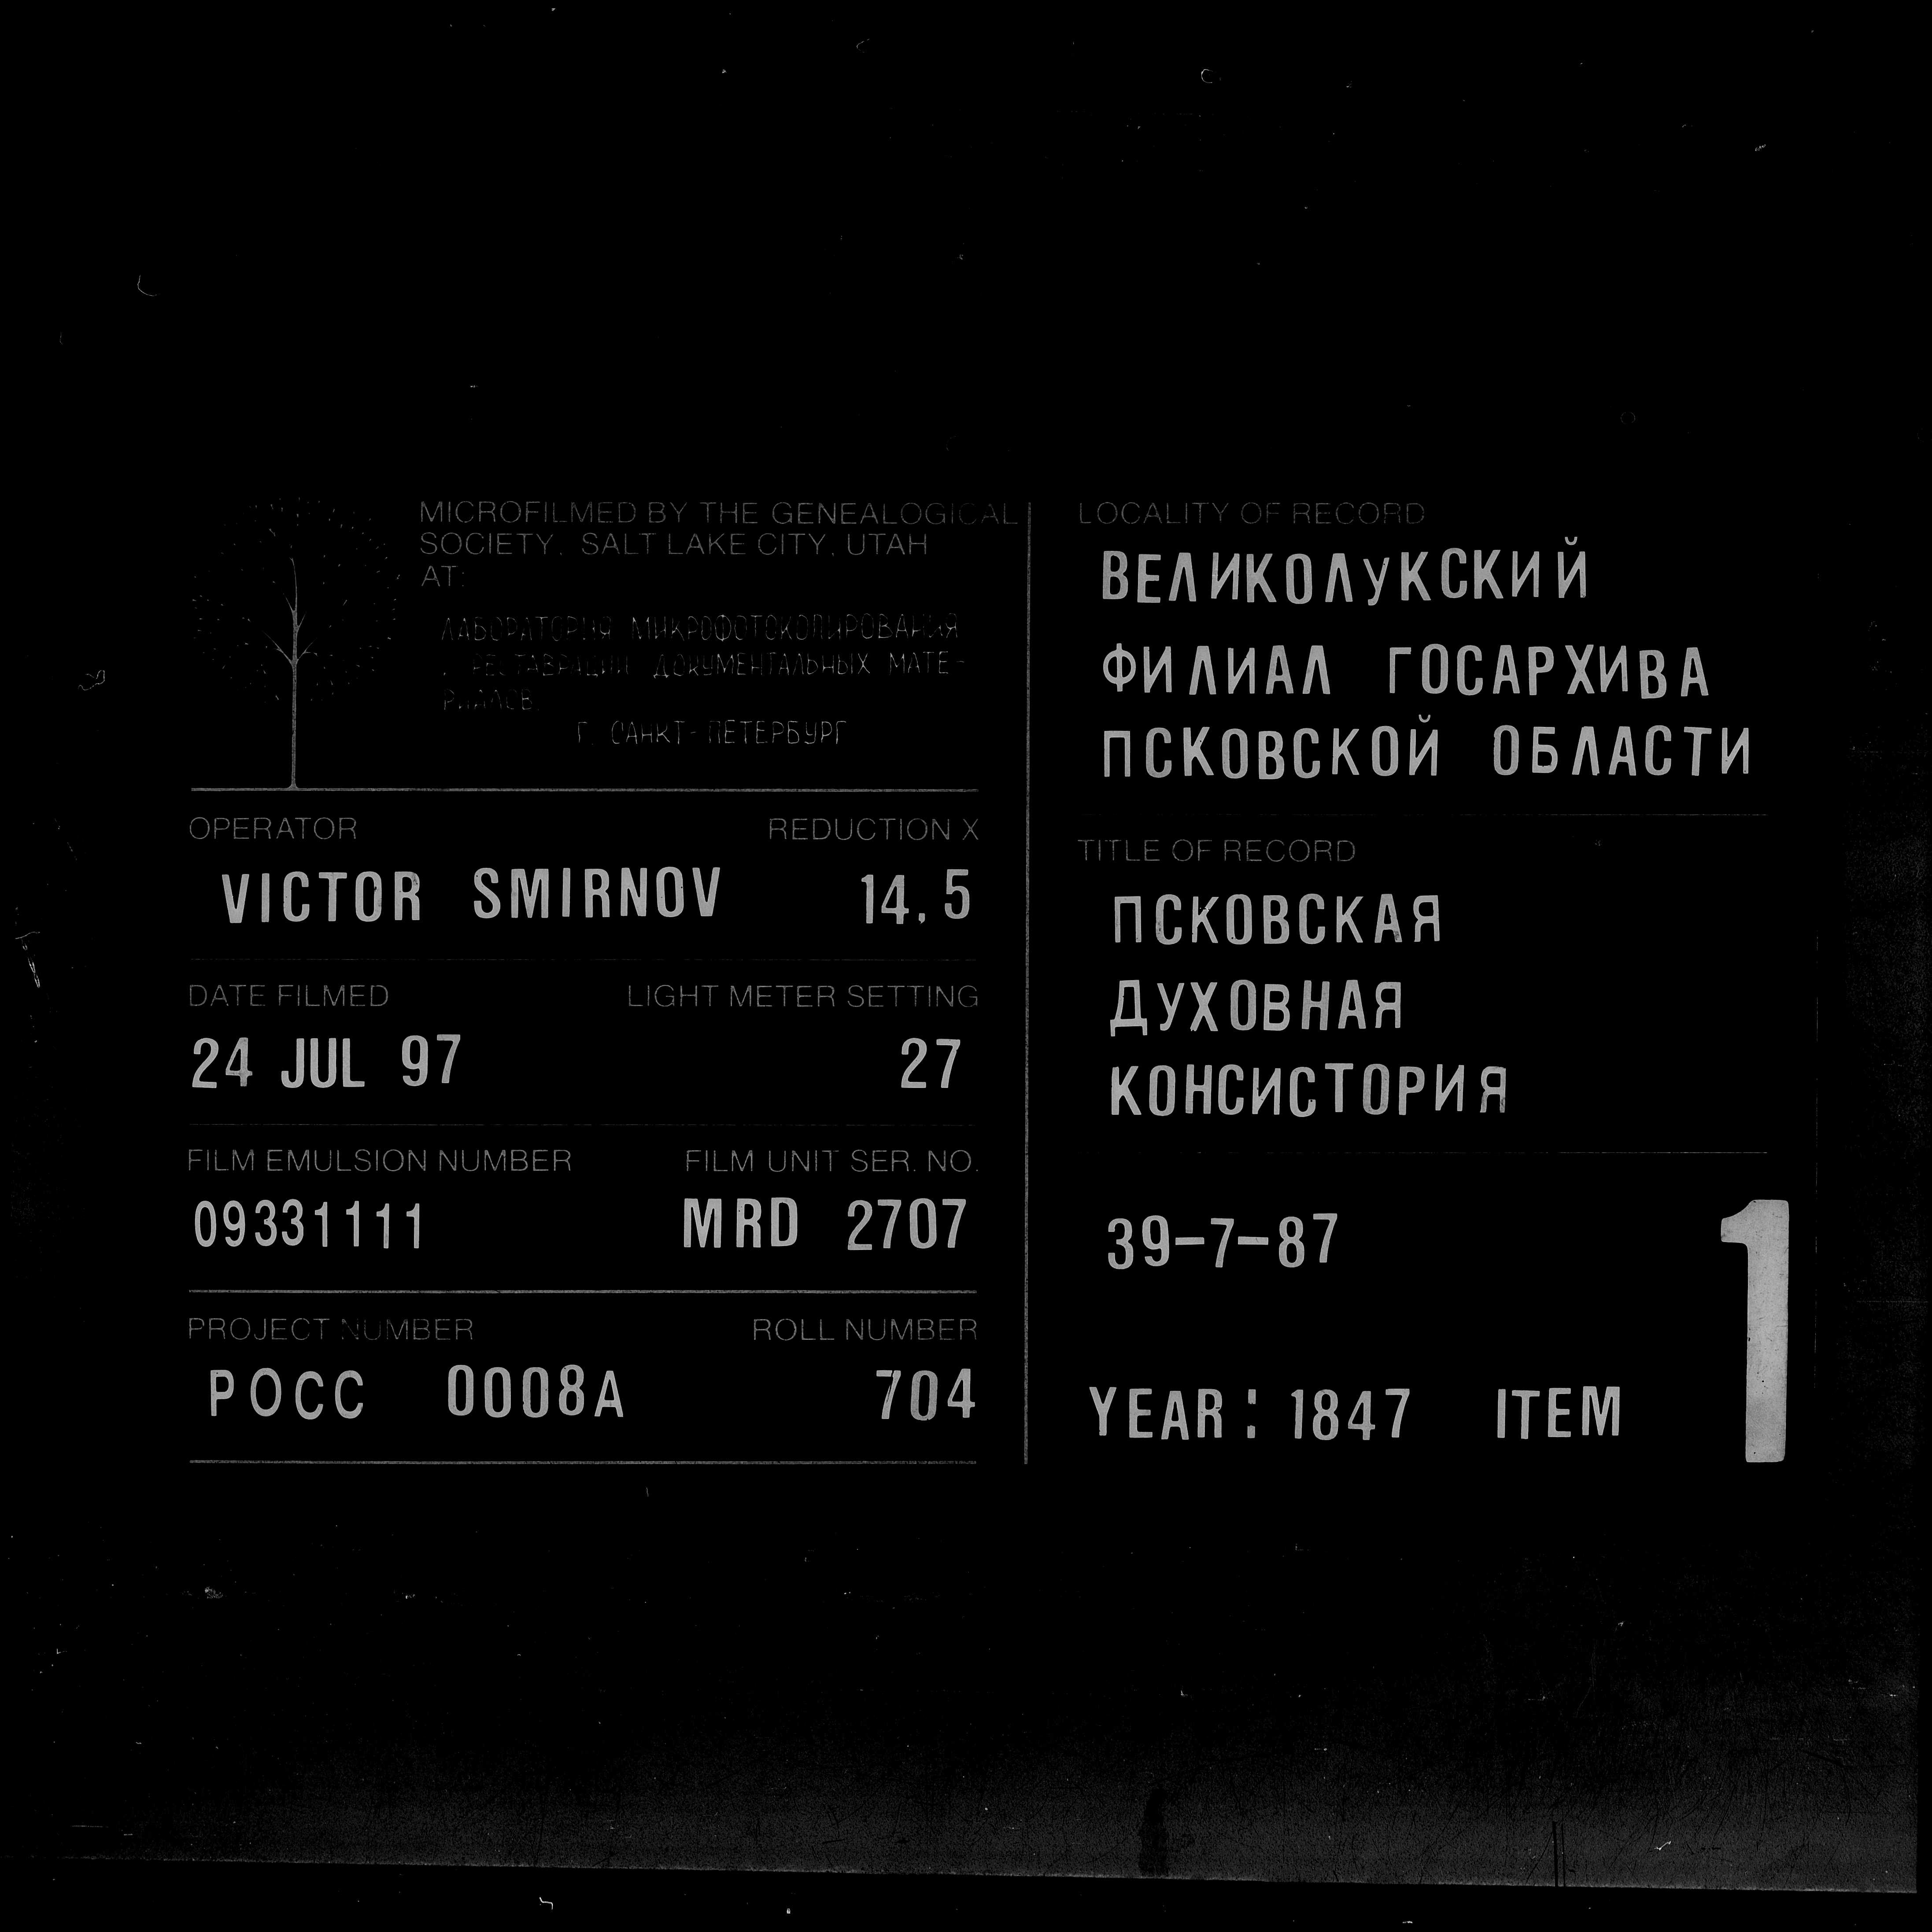 MICROFILMED BY THE GENEALOGICAL
SOCIETY, SALT LAKE CITY, UTAH
AT:
ЛАБОРАТОРИЯ МИКРОФОТОКОПИРОВАНИЯ
РЕСТАВРАЦИИ ДОКУМЕНТАЛЬНЫХ МАТЕ-
РИАЛОВ.
Г. САНКТ-ПЕТЕРБУРГ
OPERATOR REDUCTION X
VICTOR SMIRNOV 14.5
DATE FILMED LIGHT METER SETTING
24 JUL 97 27
FILM EMULSION NUMBER FILM UNIT SER. NO.
09331111 MRD 2707
PROJECT NUMBER ROLL NUMBER
РОСС 0008A 704
LOCALITY OF RECORD
ВЕЛИКОЛУКСКИЙ
ФИЛИАЛ ГОСАРХИВА
ПСКОВСКОЙ ОБЛАСТИ
TITLE OF RECORD
ПСКОВСКАЯ
ДУХОВНАЯ
КОНСИСТОРИЯ
39-7-87
YEAR: 1847 ITEM 1